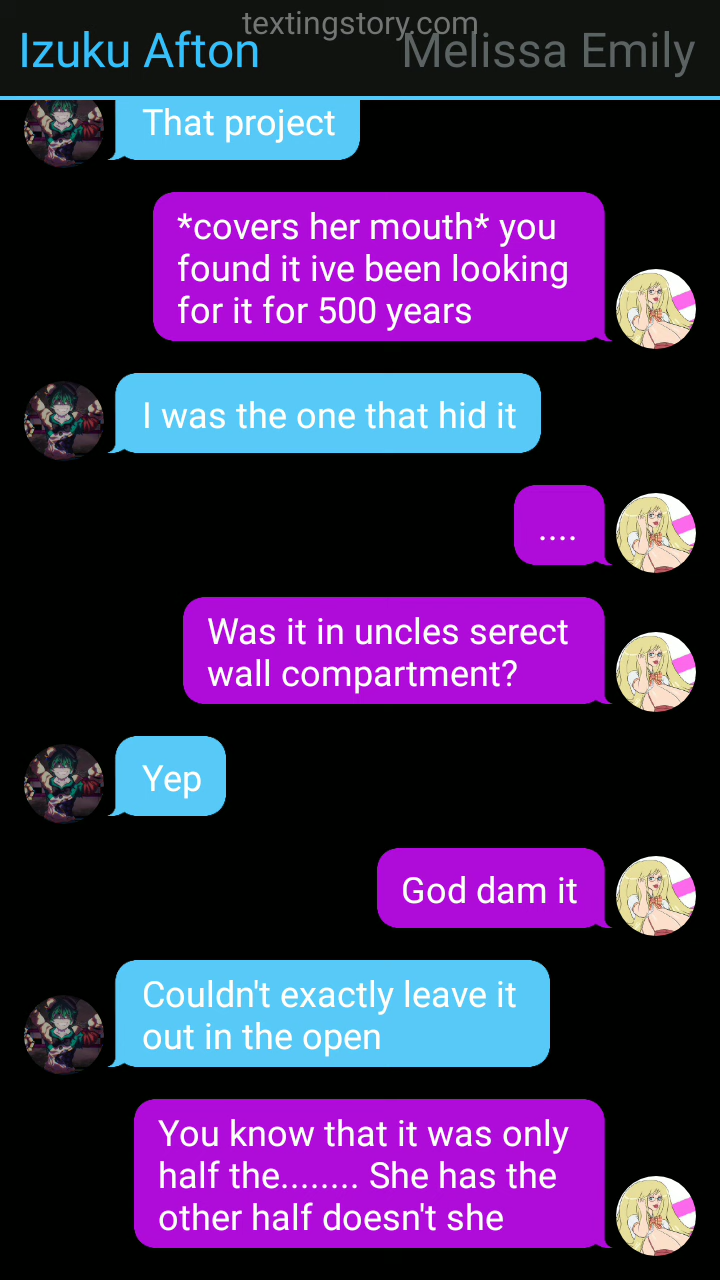 textingstory.com
Izuku Afton
Melissa Emily
That project
*covers her mouth* you
found it ive been looking
for it for 500 years
I was the one that hid it
....
Was it in uncles serect
wall compartment?
Yep
God dam it
Couldn't exactly leave it
out in the open
You know that it was only
half the........ She has the
other half doesn't she